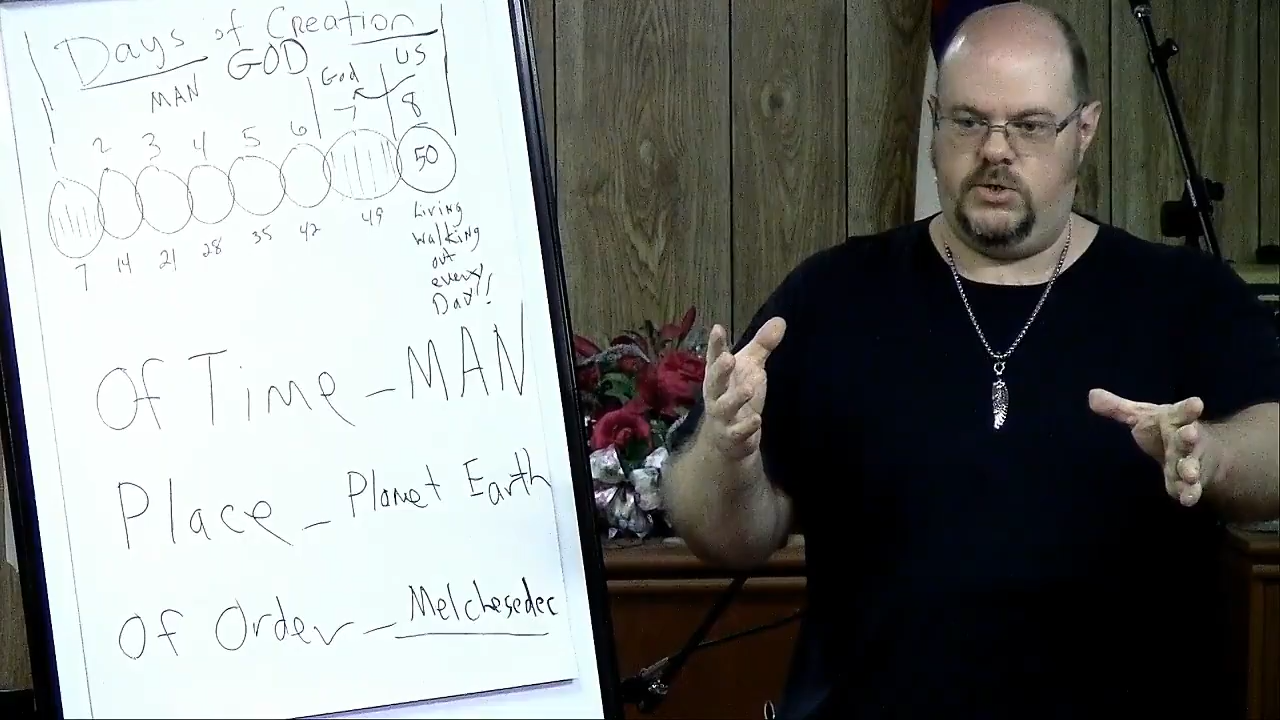 Days of Creation
MAN GOD God US
7 8
1 2 3 4 5 6
50
7 14 21 28 35 42 49
Living
Walking
out
every
Day!!
Of Time - MAN
Place - Planet Earth
Of Order - Melchesedec